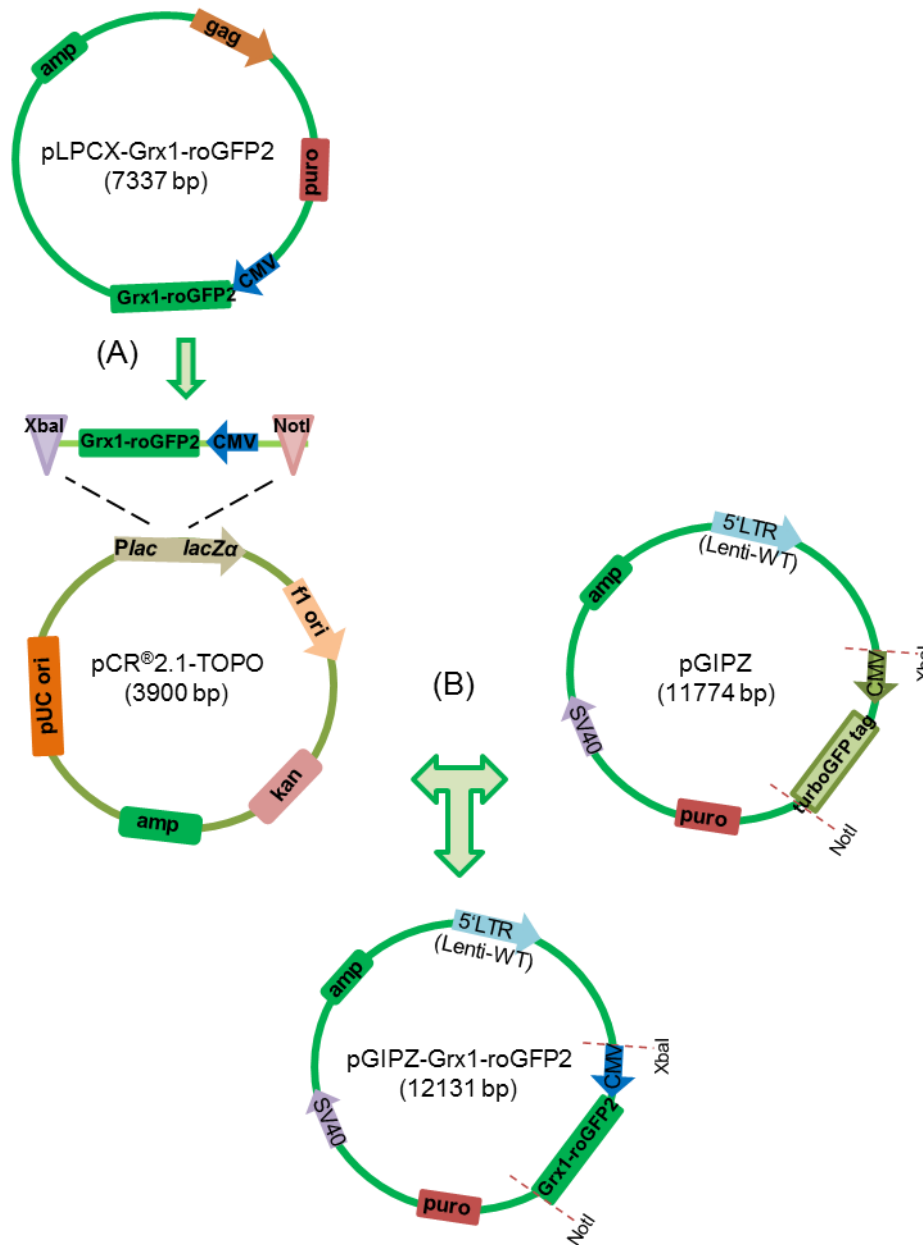 gag
amp
pLPCX-Grx1-roGFP2
(7337 bp)
puro
CMV
Grx1-roGFP2
(A)
XbaI
Grx1-roGFP2
CMV
NotI
Plac lacZα
f1 ori
pUC ori
pCR®2.1-TOPO
(3900 bp)
kan
amp
(B)
5'LTR
(Lenti-WT)
amp
XbaI
CMV
pGIPZ
(11774 bp)
SV40
turboGFP tag
puro
NotI
5'LTR
(Lenti-WT)
amp
XbaI
CMV
pGIPZ-Grx1-roGFP2
(12131 bp)
SV40
Grx1-roGFP2
puro
NotI